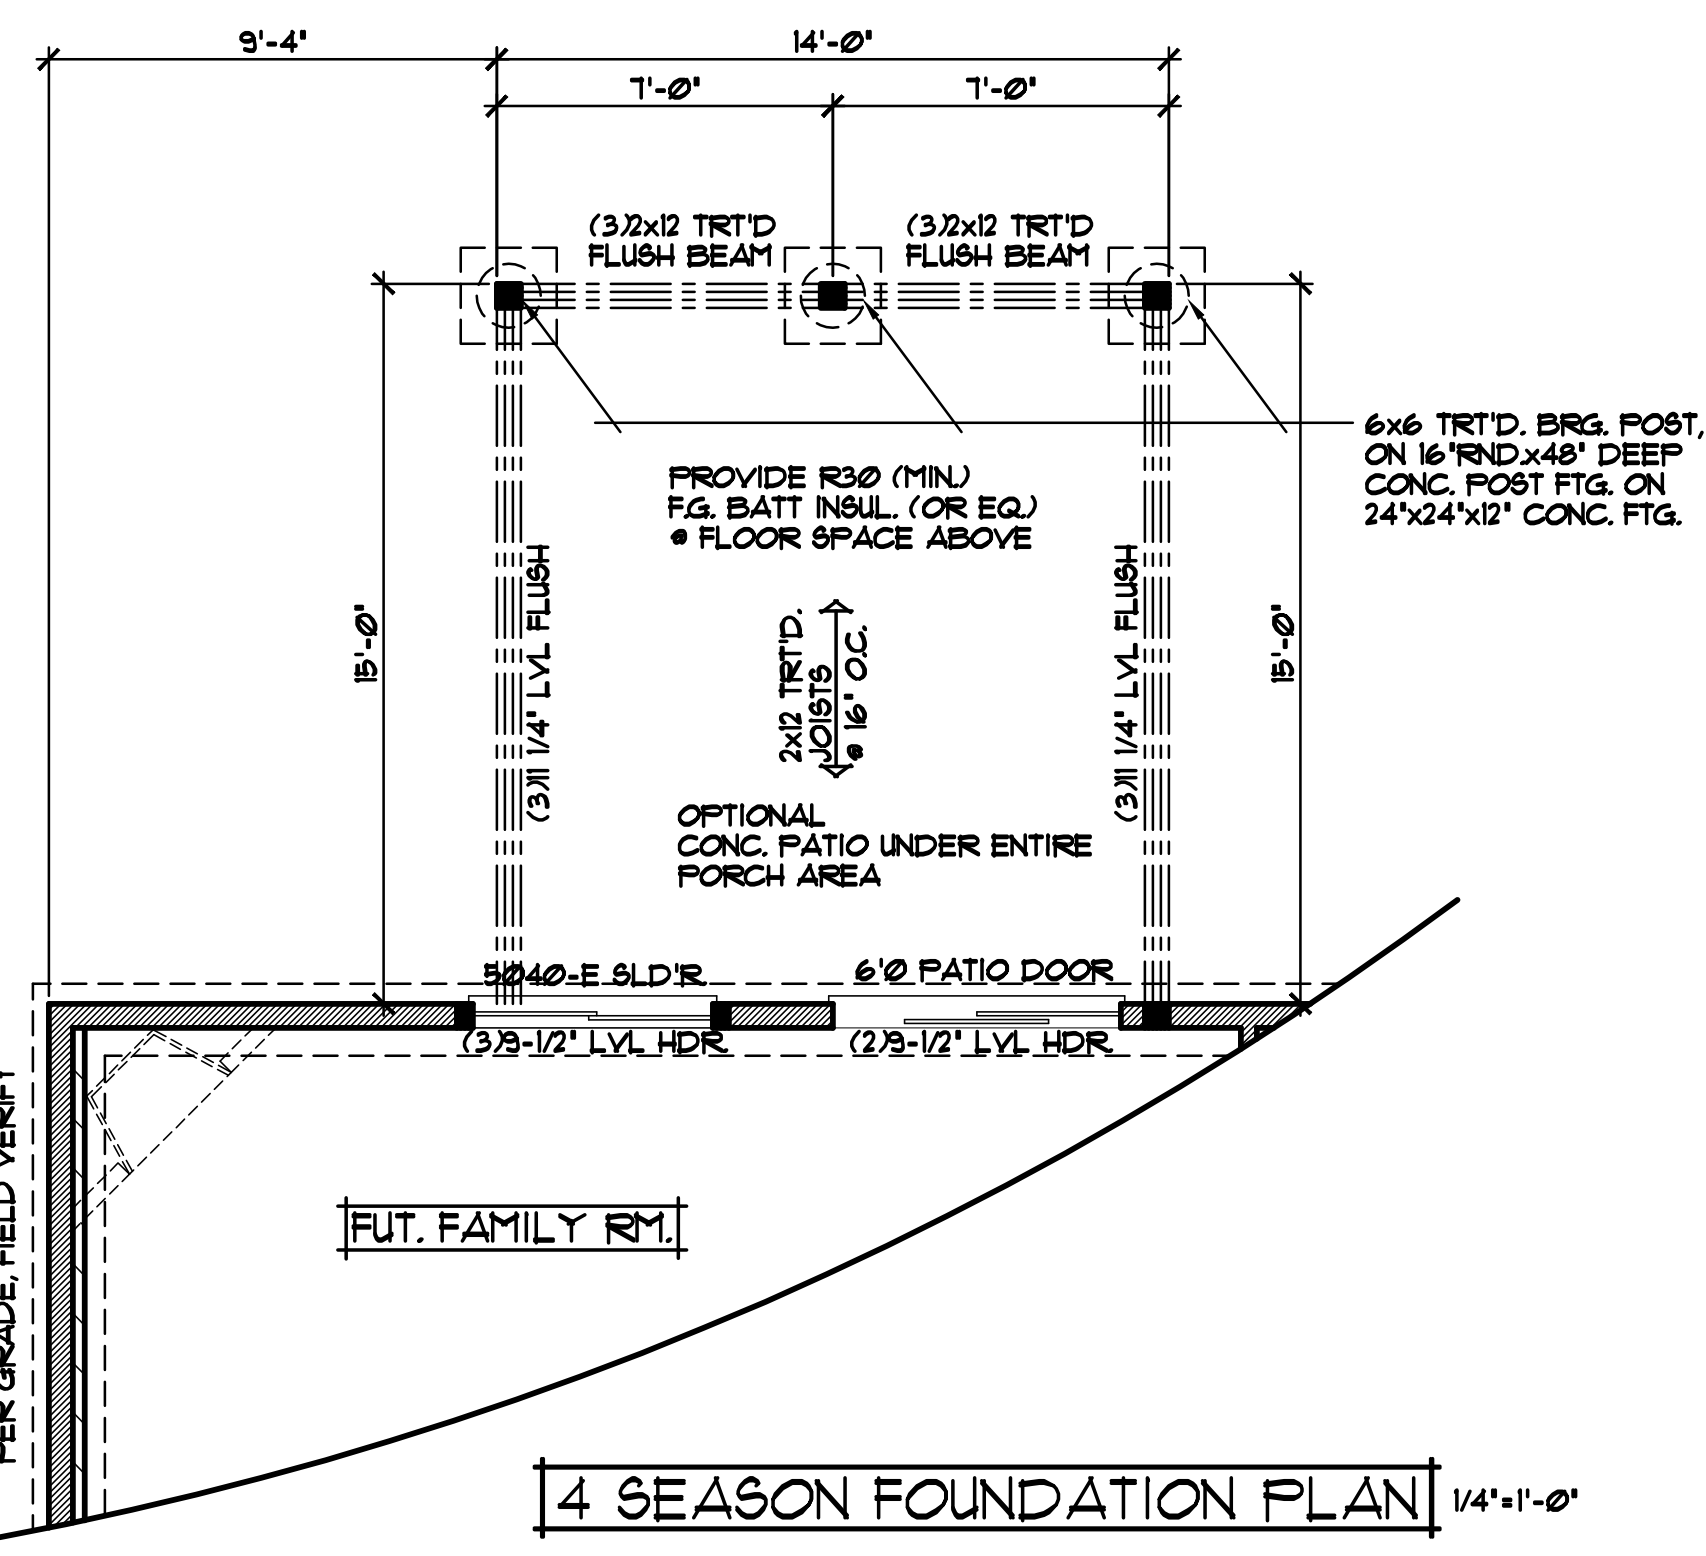 9'-4"
14'-0"
7'-0"
7'-0"
(3)2x12 TRT'D
FLUSH BEAM
(3)2x12 TRT'D
FLUSH BEAM
6x6 TRT'D. BRG. POST,
ON 16"RND.x48" DEEP
CONC. POST FTG. ON
24"x24"x12" CONC. FTG.
PROVIDE R30 (MIN.)
F.G. BATT INSUL. (OR EQ.)
@ FLOOR SPACE ABOVE
15'-0"
(3)11 1/4" LVL FLUSH
2x12 TRT'D.
JOISTS
@ 16" O.C.
(3)11 1/4" LVL FLUSH
15'-0"
OPTIONAL
CONC. PATIO UNDER ENTIRE
PORCH AREA
5040-E SLD'R
6'0 PATIO DOOR
(3)9-1/2" LVL HDR
(2)9-1/2" LVL HDR
PER GRADE, FIELD VERIFY
FUT. FAMILY RM.
4 SEASON FOUNDATION PLAN
1/4"=1'-0"